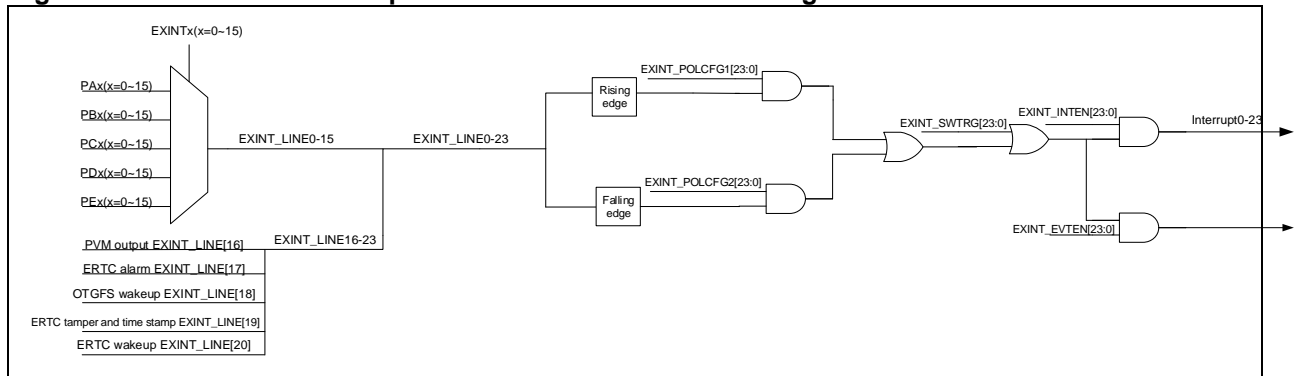 EXINTx(x=0~15)
PAx(x=0~15)
PBx(x=0~15)
PCx(x=0~15)
PDx(x=0~15)
PEx(x=0~15)
EXINT_LINE0-15
EXINT_LINE0-23
PVM output EXINT_LINE[16]
EXINT_LINE16-23
ERTC alarm EXINT_LINE[17]
OTGFS wakeup EXINT_LINE[18]
ERTC tamper and time stamp EXINT_LINE[19]
ERTC wakeup EXINT_LINE[20]
Rising
edge
EXINT_POLCFG1[23:0]
Falling
edge
EXINT_POLCFG2[23:0]
EXINT_SWTRG[23:0]
EXINT_INTEN[23:0]
Interrupt0-23
EXINT_EVTEN[23:0]